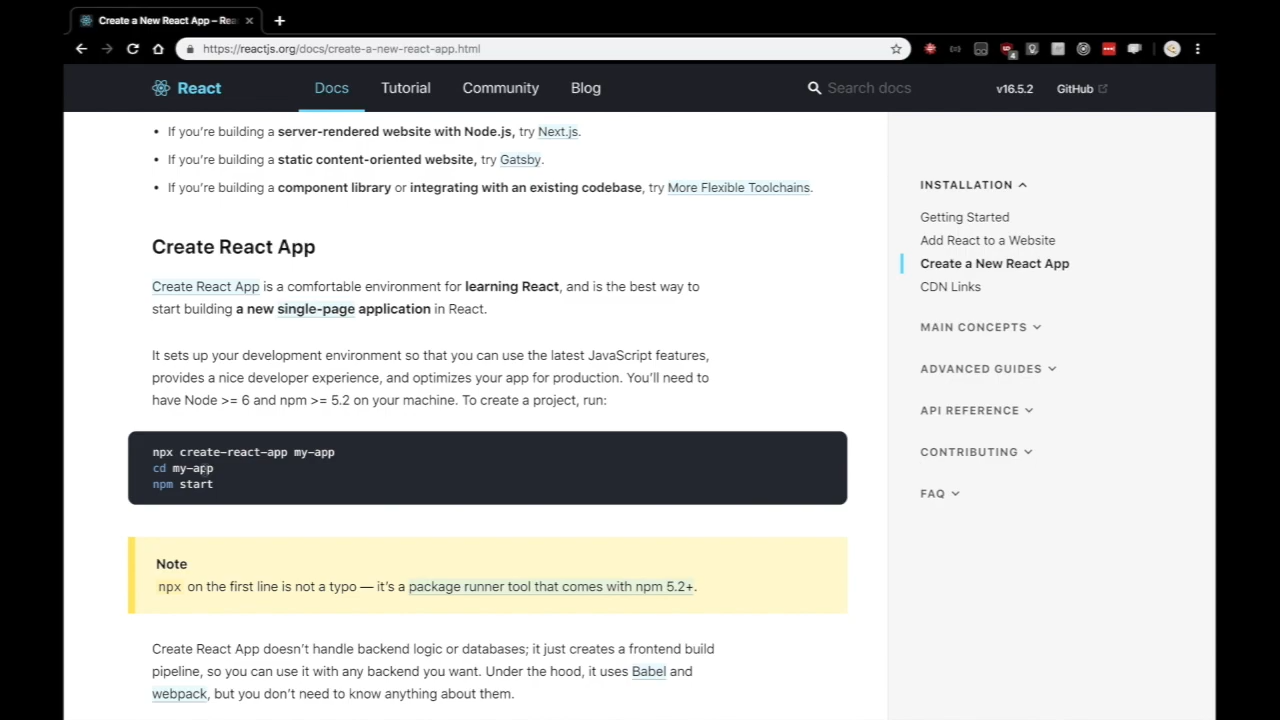 Create a New React App – Rea
https://reactjs.org/docs/create-a-new-react-app.html
4
React
Docs
Tutorial
Community
Blog
Search docs
v16.5.2
GitHub
• If you’re building a server-rendered website with Node.js, try Next.js.
• If you’re building a static content-oriented website, try Gatsby.
• If you’re building a component library or integrating with an existing codebase, try More Flexible Toolchains.
Create React App
Create React App is a comfortable environment for learning React, and is the best way to
start building a new single-page application in React.
It sets up your development environment so that you can use the latest JavaScript features,
provides a nice developer experience, and optimizes your app for production. You’ll need to
have Node >= 6 and npm >= 5.2 on your machine. To create a project, run:
npx create-react-app my-app
cd my-app
npm start
Note
npx on the first line is not a typo — it’s a package runner tool that comes with npm 5.2+.
Create React App doesn’t handle backend logic or databases; it just creates a frontend build
pipeline, so you can use it with any backend you want. Under the hood, it uses Babel and
webpack, but you don’t need to know anything about them.
INSTALLATION
Getting Started
Add React to a Website
Create a New React App
CDN Links
MAIN CONCEPTS
ADVANCED GUIDES
API REFERENCE
CONTRIBUTING
FAQ